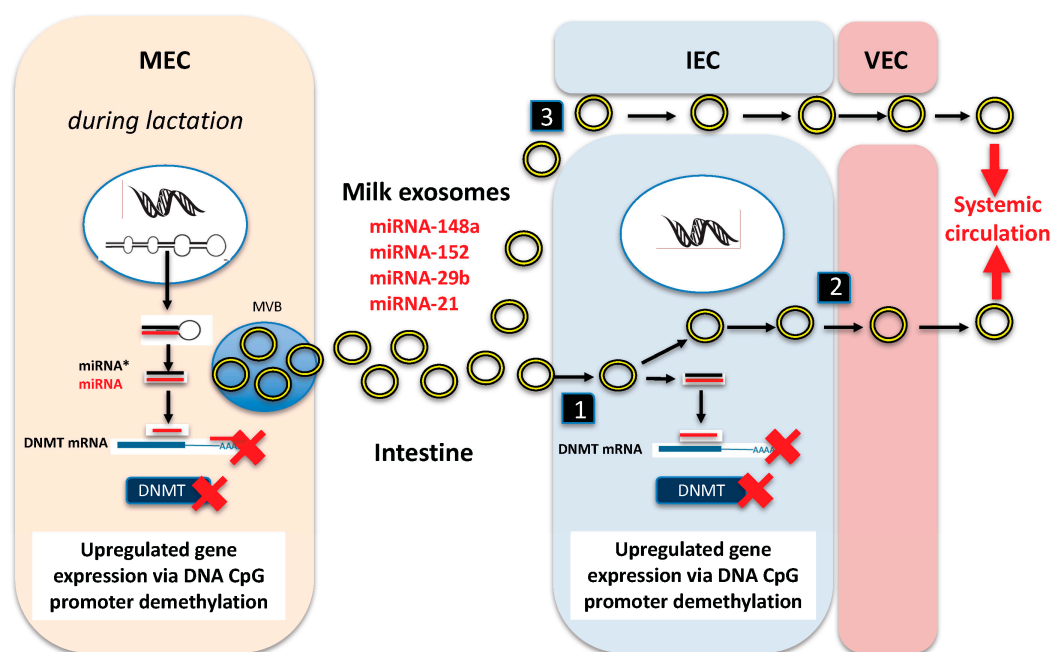 MEC
during lactation
miRNA*
miRNA
DNMT mRNA
AAA
DNMT
Upregulated gene
expression via DNA CpG
promoter demethylation
MVB
Milk exosomes
miRNA-148a
miRNA-152
miRNA-29b
miRNA-21
Intestine
IEC
VEC
3
2
1
DNMT mRNA
AAAA
DNMT
Upregulated gene
expression via DNA CpG
promoter demethylation
Systemic
circulation